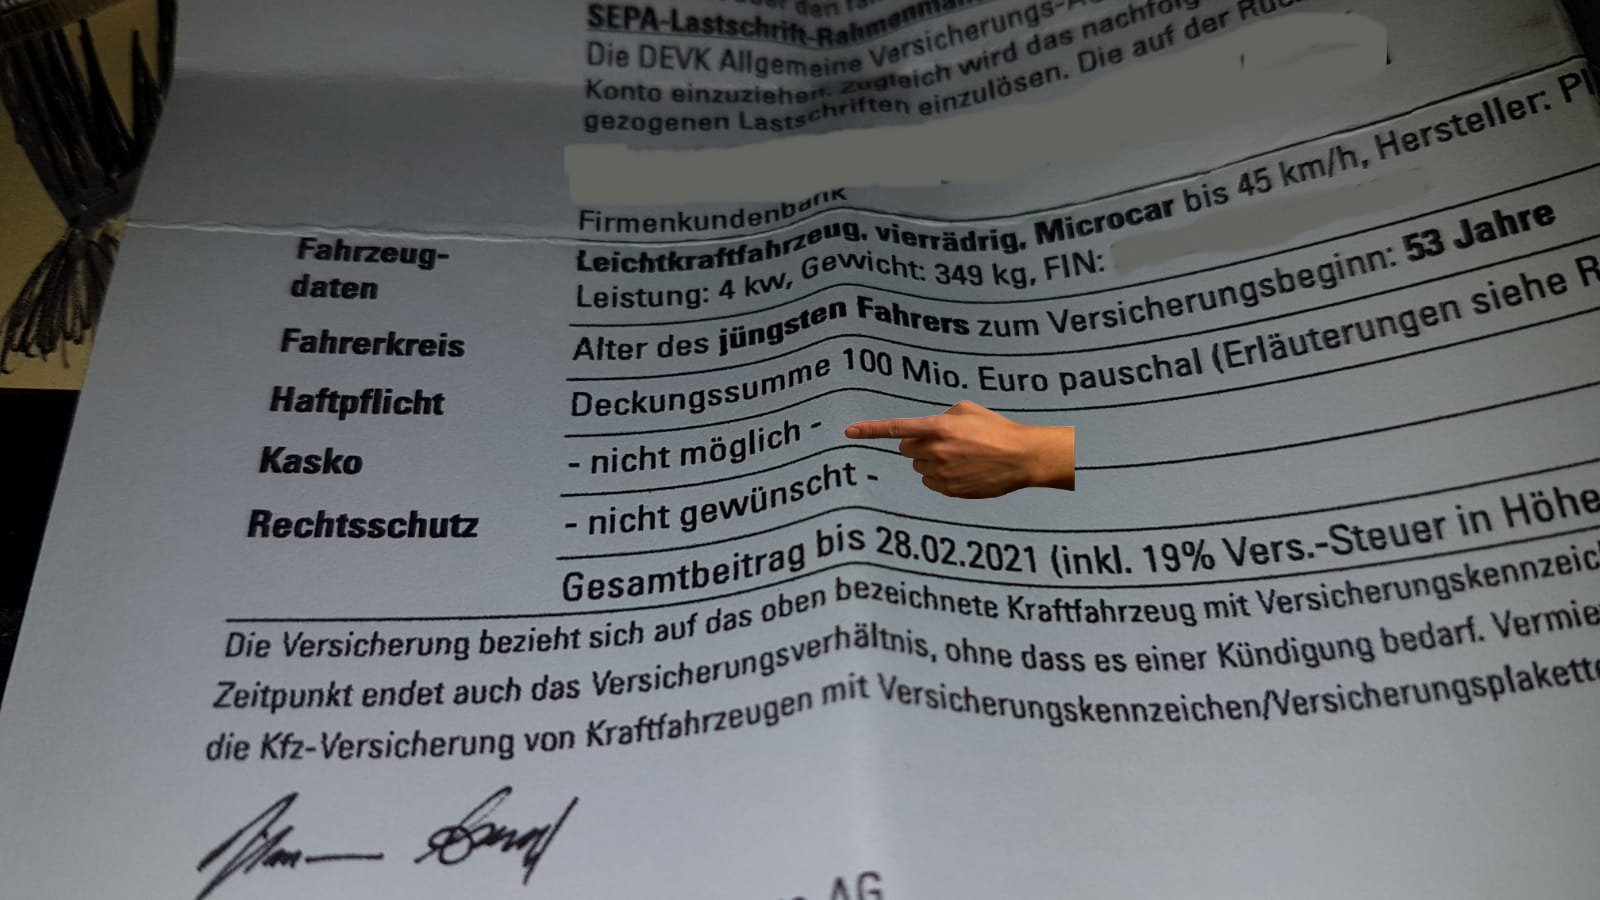 SEPA-Lastschrift-Rahmenman
Die DEVK Allgemeine Versicherungs-A
Konto einzuziehen. Zugleich wird das nachfolg
gezogenen Lastschriften einzulösen. Die auf der Rüc
Firmenkundenbank
Fahrzeug-
daten
Leichtkraftfahrzeug, vierrädrig, Microcar bis 45 km/h, Hersteller: PI
Leistung: 4 kw, Gewicht: 349 kg, FIN:
Fahrerkreis
Alter des jüngsten Fahrers zum Versicherungsbeginn: 53 Jahre
Haftpflicht
Deckungssumme 100 Mio. Euro pauschal (Erläuterungen siehe R
Kasko
- nicht möglich -
Rechtsschutz
- nicht gewünscht -
Gesamtbeitrag bis 28.02.2021 (inkl. 19% Vers.-Steuer in Höhe
Die Versicherung bezieht sich auf das oben bezeichnete Kraftfahrzeug mit Versicherungskennzeic
Zeitpunkt endet auch das Versicherungsverhältnis, ohne dass es einer Kündigung bedarf. Vermie
die Kfz-Versicherung von Kraftfahrzeugen mit Versicherungskennzeichen/Versicherungsplakette
AG